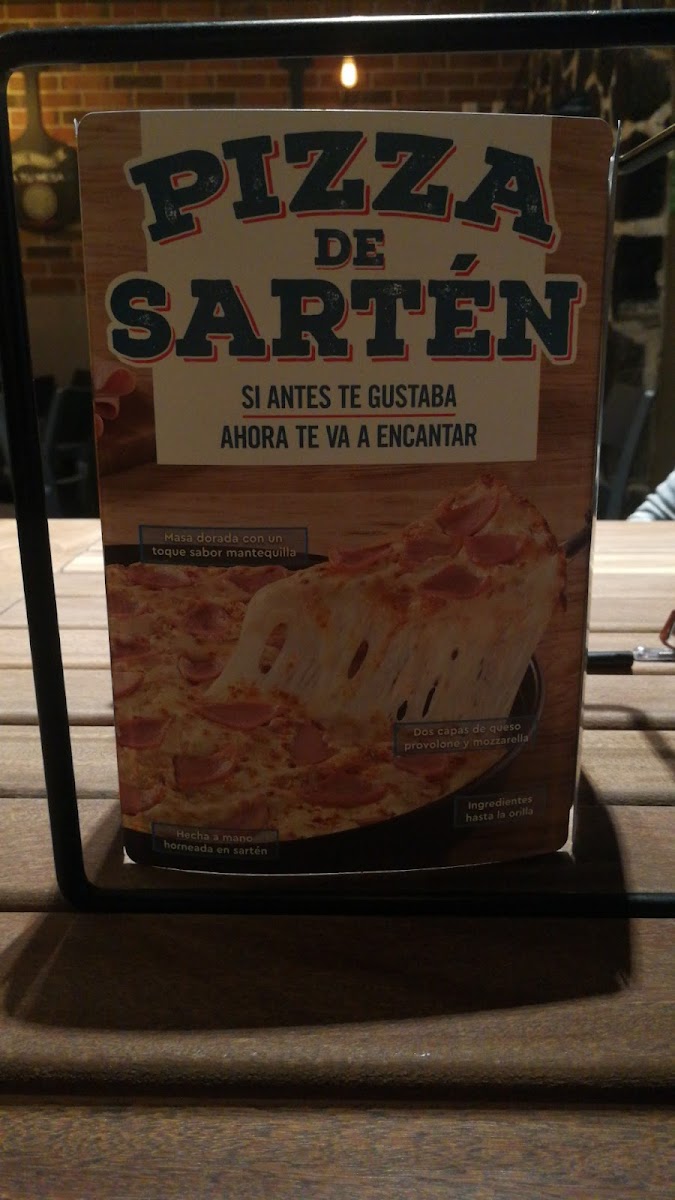 PIZZA
DE
SARTÉN
SI ANTES TE GUSTABA
AHORA TE VA A ENCANTAR
Masa dorada con un
toque sabor mantequilla
Dos capas de queso
provolone y mozzarella
Ingredientes
hasta la orilla
Hecha a mano
horneada en sartén